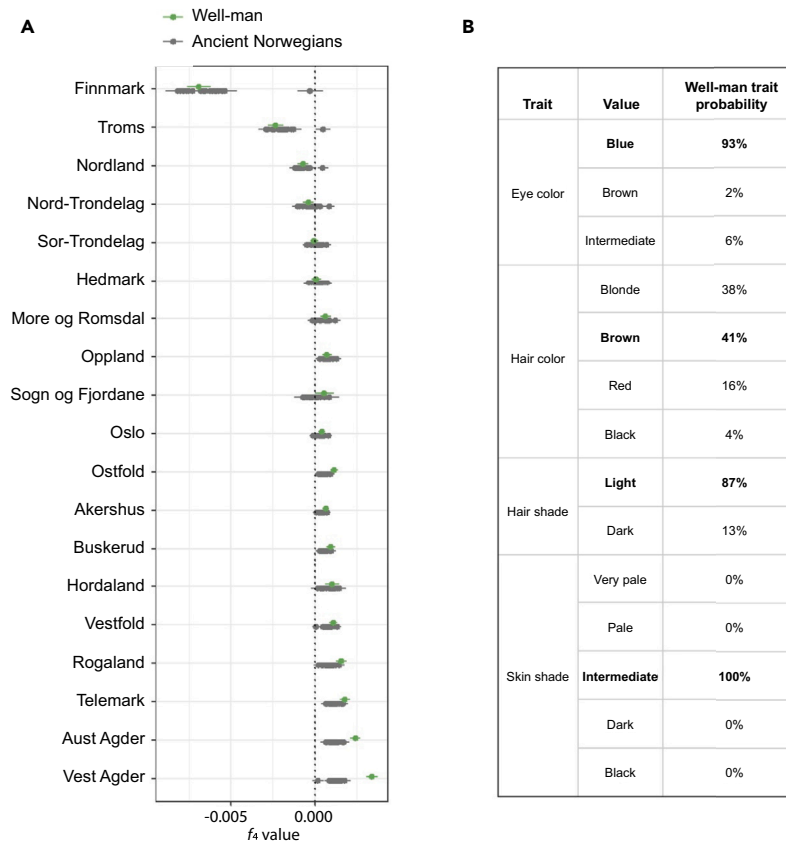 A
Well-man
Ancient Norwegians
Finnmark
Troms
Nordland
Nord-Trondelag
Sor-Trondelag
Hedmark
More og Romsdal
Oppland
Sogn og Fjordane
Oslo
Ostfold
Akershus
Buskerud
Hordaland
Vestfold
Rogaland
Telemark
Aust Agder
Vest Agder
-0.005 0.000
f4 value
B
Trait Value Well-man trait
probability
Eye color
Blue 93%
Brown 2%
Intermediate 6%
Hair color
Blonde 38%
Brown 41%
Red 16%
Black 4%
Hair shade
Light 87%
Dark 13%
Skin shade
Very pale 0%
Pale 0%
Intermediate 100%
Dark 0%
Black 0%